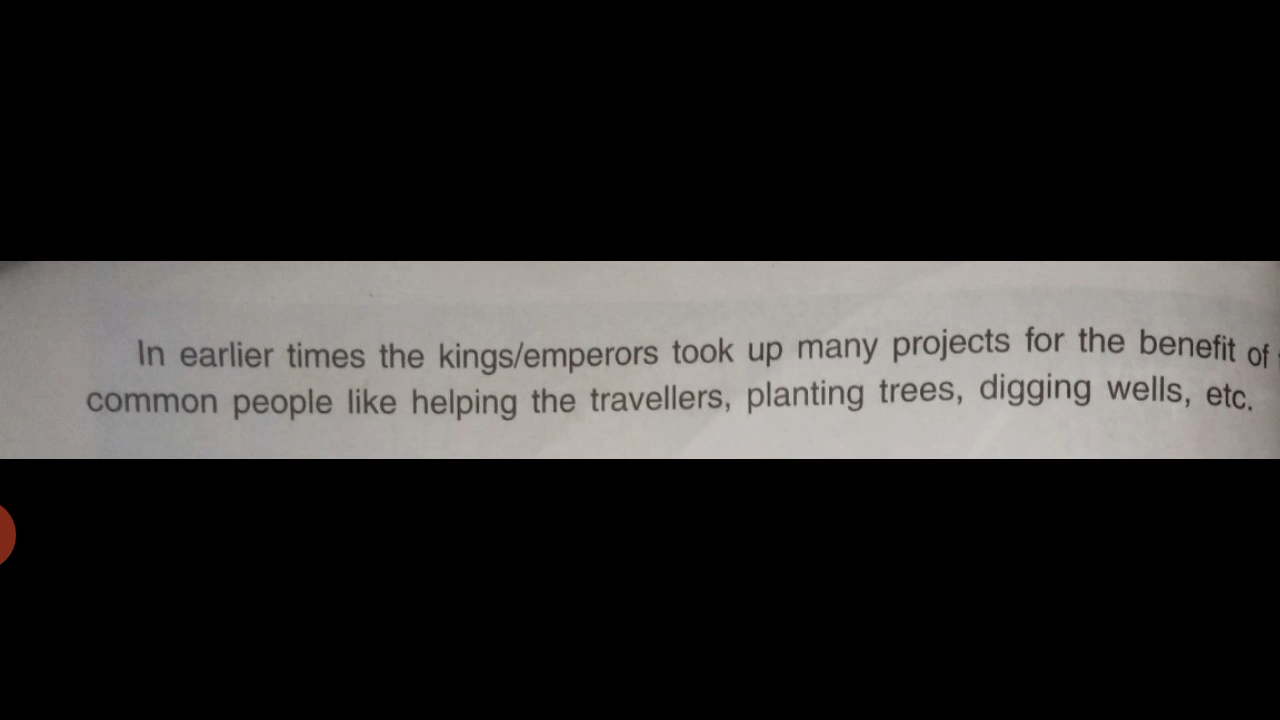 In earlier times the kings/emperors took up many projects for the benefit of
common people like helping the travellers, planting trees, digging wells, etc.